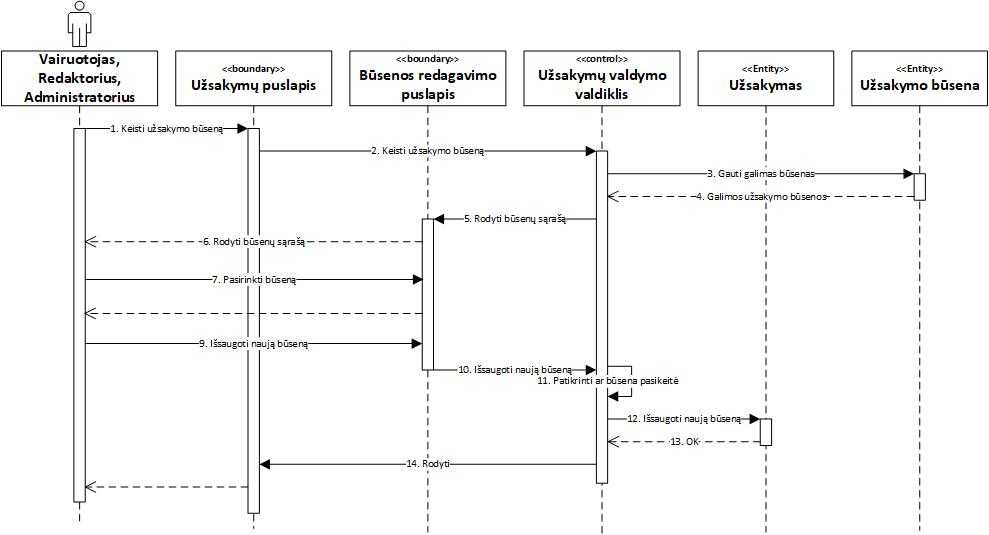 Vairuotojas,
Redaktorius,
Administratorius
<<boundary>>
Užsakymų puslapis
<<boundary>>
Būsenos redagavimo
puslapis
<<control>>
Užsakymų valdymo
valdiklis
<<Entity>>
Užsakymas
<<Entity>>
Užsakymo būsena
1. Keisti užsakymo būseną
2. Keisti užsakymo būseną
3. Gauti galimas būsenas
4. Galimos užsakymo būsenos
5. Rodyti būsenų sąrašą
6. Rodyti būsenų sąrašą
7. Pasirinkti būseną
9. Išsaugoti naują būseną
10. Išsaugoti naują būseną
11. Patikrinti ar būsena pasikeitė
12. Išsaugoti naują būseną
13. OK
14. Rodyti